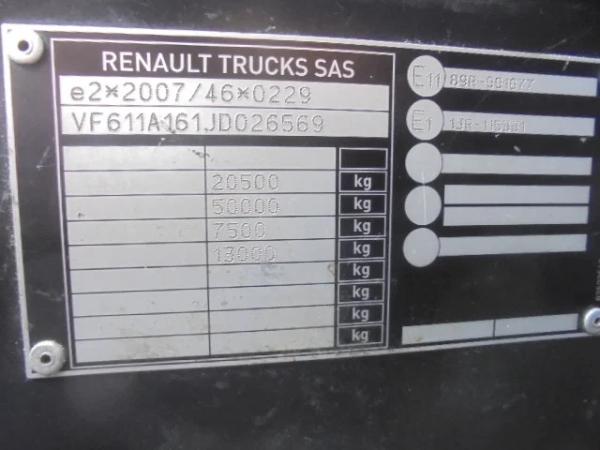 RENAULT TRUCKS SAS
e2*2007/46*0229
VF611A161JD026569
20500 kg
50000 kg
7500 kg
13000 kg
kg
kg
kg
kg
E11
E1